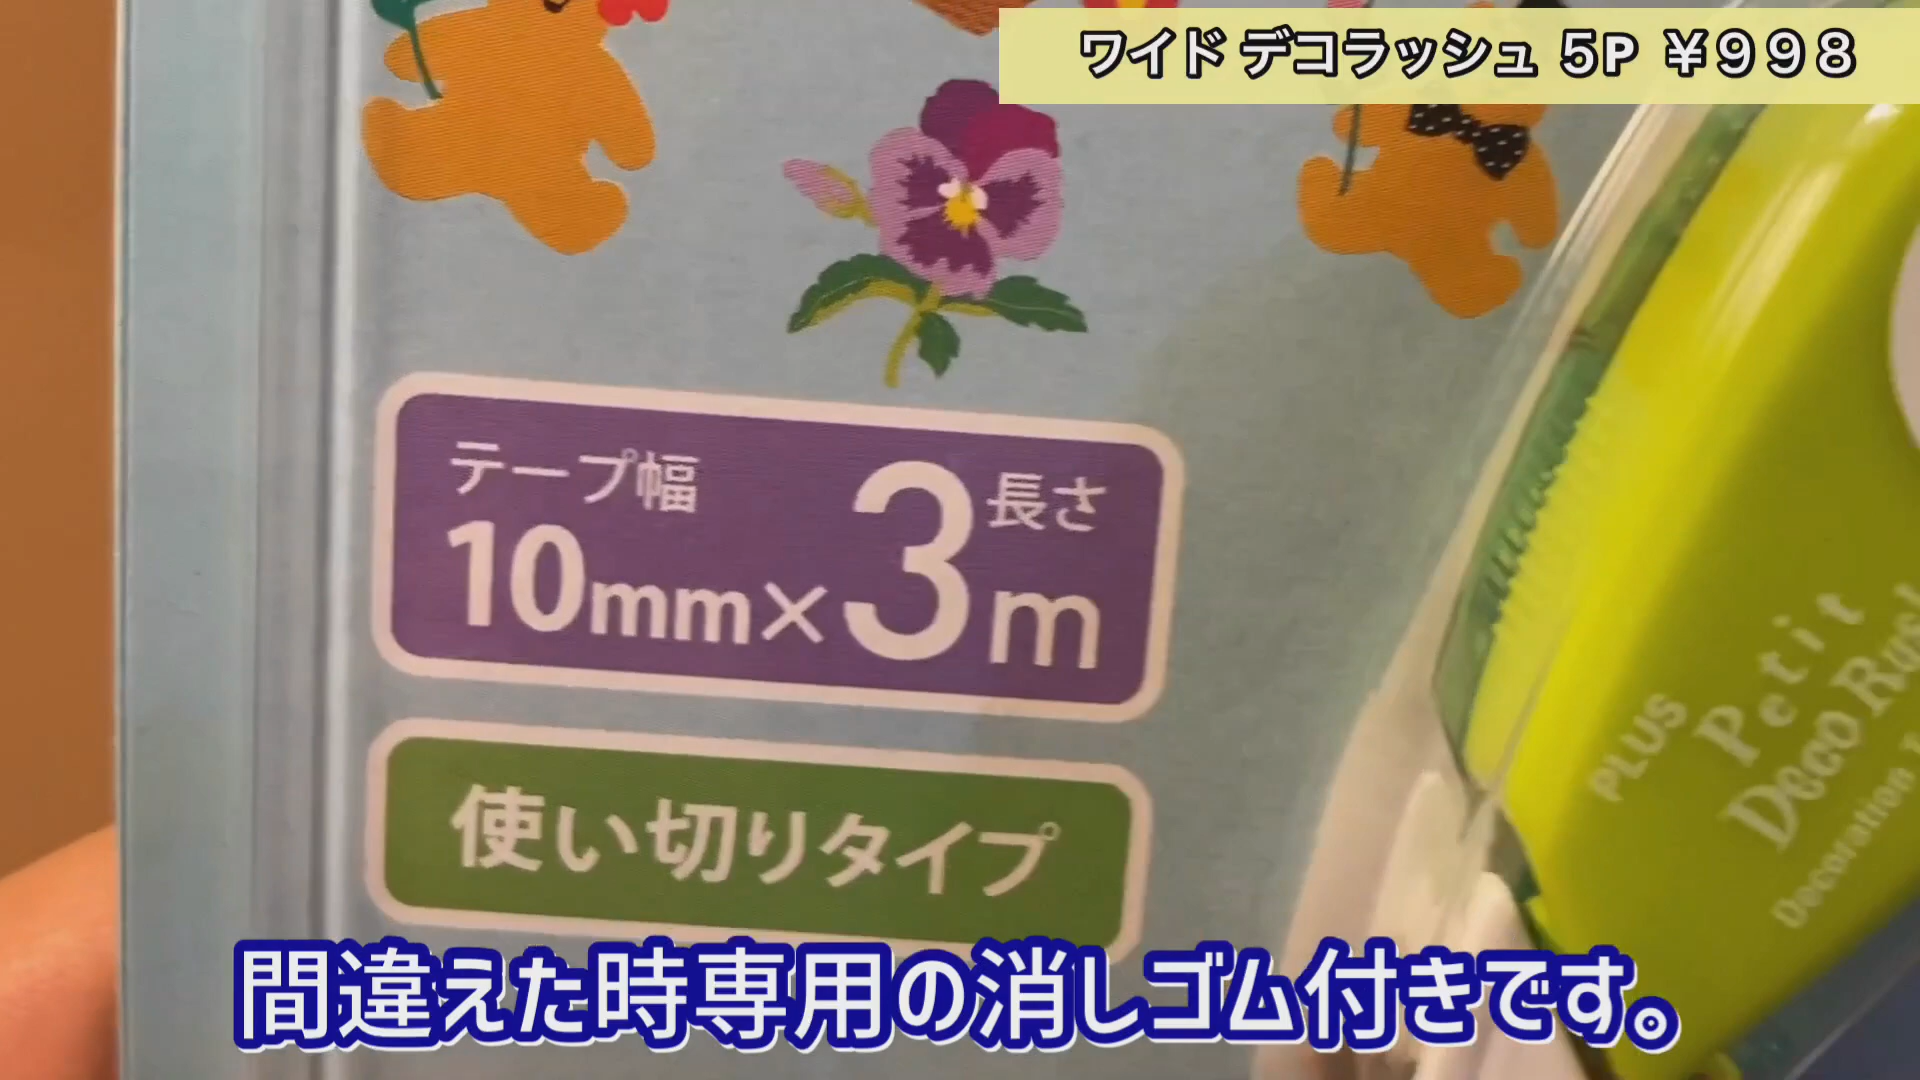 ワイド デコラッシュ 5P ¥998
テープ幅
10mm×3m
長さ
使い切りタイプ
PLUS
Petit
Deco Rush
Decoration
間違えた時専用の消しゴム付きです。